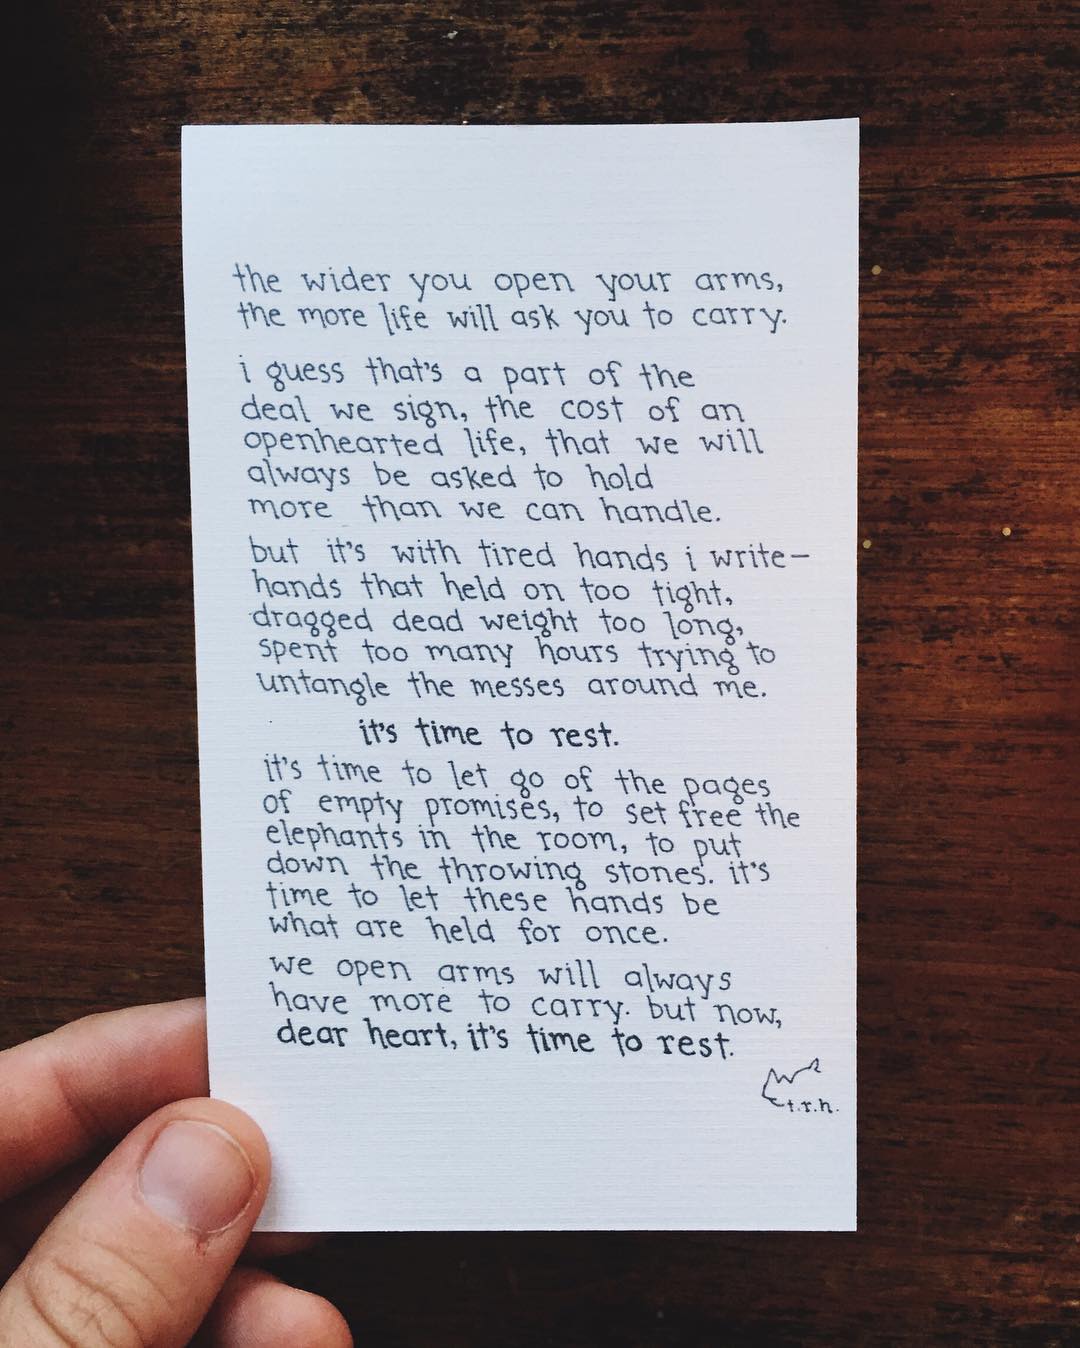 the wider you open your arms,
the more life will ask you to carry.
i guess that's a part of the
deal we sign, the cost of an
openhearted life, that we will
always be asked to hold
more than we can handle.
but it's with tired hands i write—
hands that held on too tight,
dragged dead weight too long,
spent too many hours trying to
untangle the messes around me.
it's time to rest.
it's time to let go of the pages
of empty promises, to set free the
elephants in the room, to put
down the throwing stones. it's
time to let these hands be
what are held for once.
we open arms will always
have more to carry. but now,
dear heart, it's time to rest.
t.r.h.